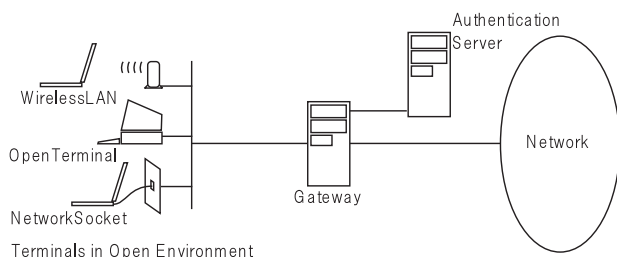 Authentication
Server
WirelessLAN
OpenTerminal
Network
Gateway
NetworkSocket
Terminals in Open Environment